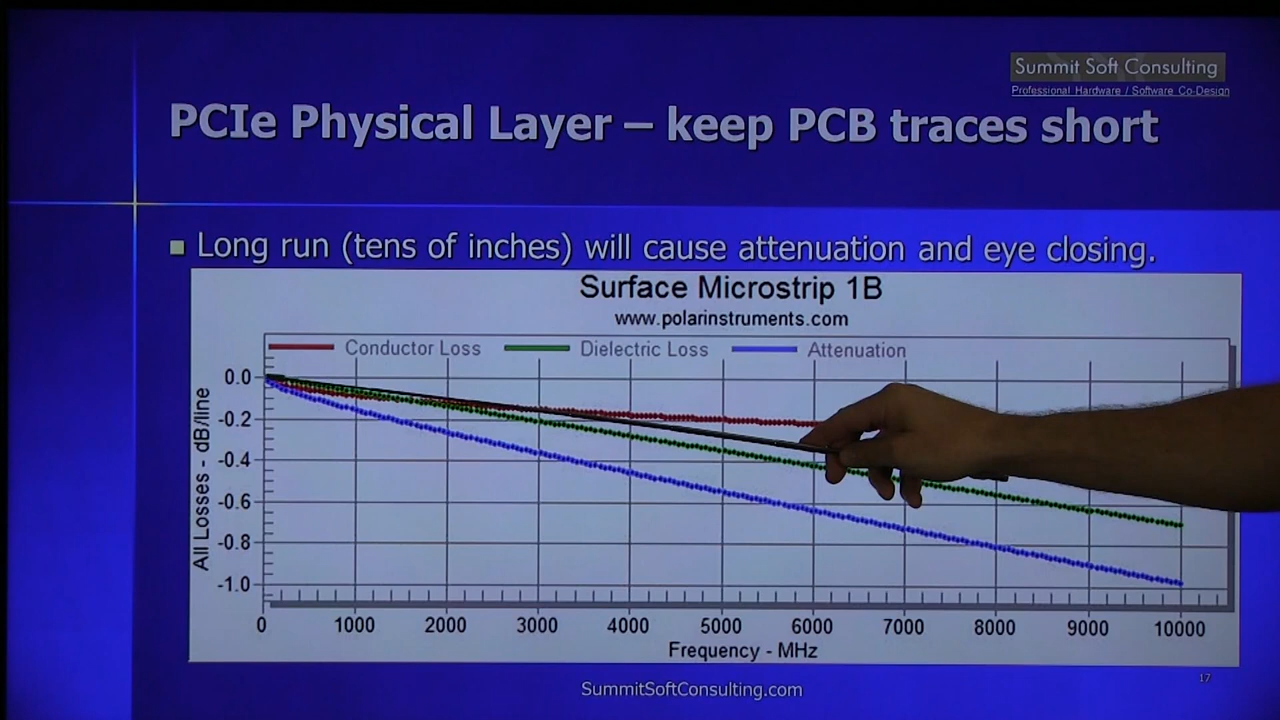 Summit Soft Consulting
Professional Hardware / Software Co-Design
PCIe Physical Layer – keep PCB traces short
Long run (tens of inches) will cause attenuation and eye closing.
Surface Microstrip 1B
www.polarinstruments.com
Conductor Loss Dielectric Loss Attenuation
All Losses - dB/line
0.0
-0.2
-0.4
-0.6
-0.8
-1.0
0 1000 2000 3000 4000 5000 6000 7000 8000 9000 10000
Frequency - MHz
17
SummitSoftConsulting.com